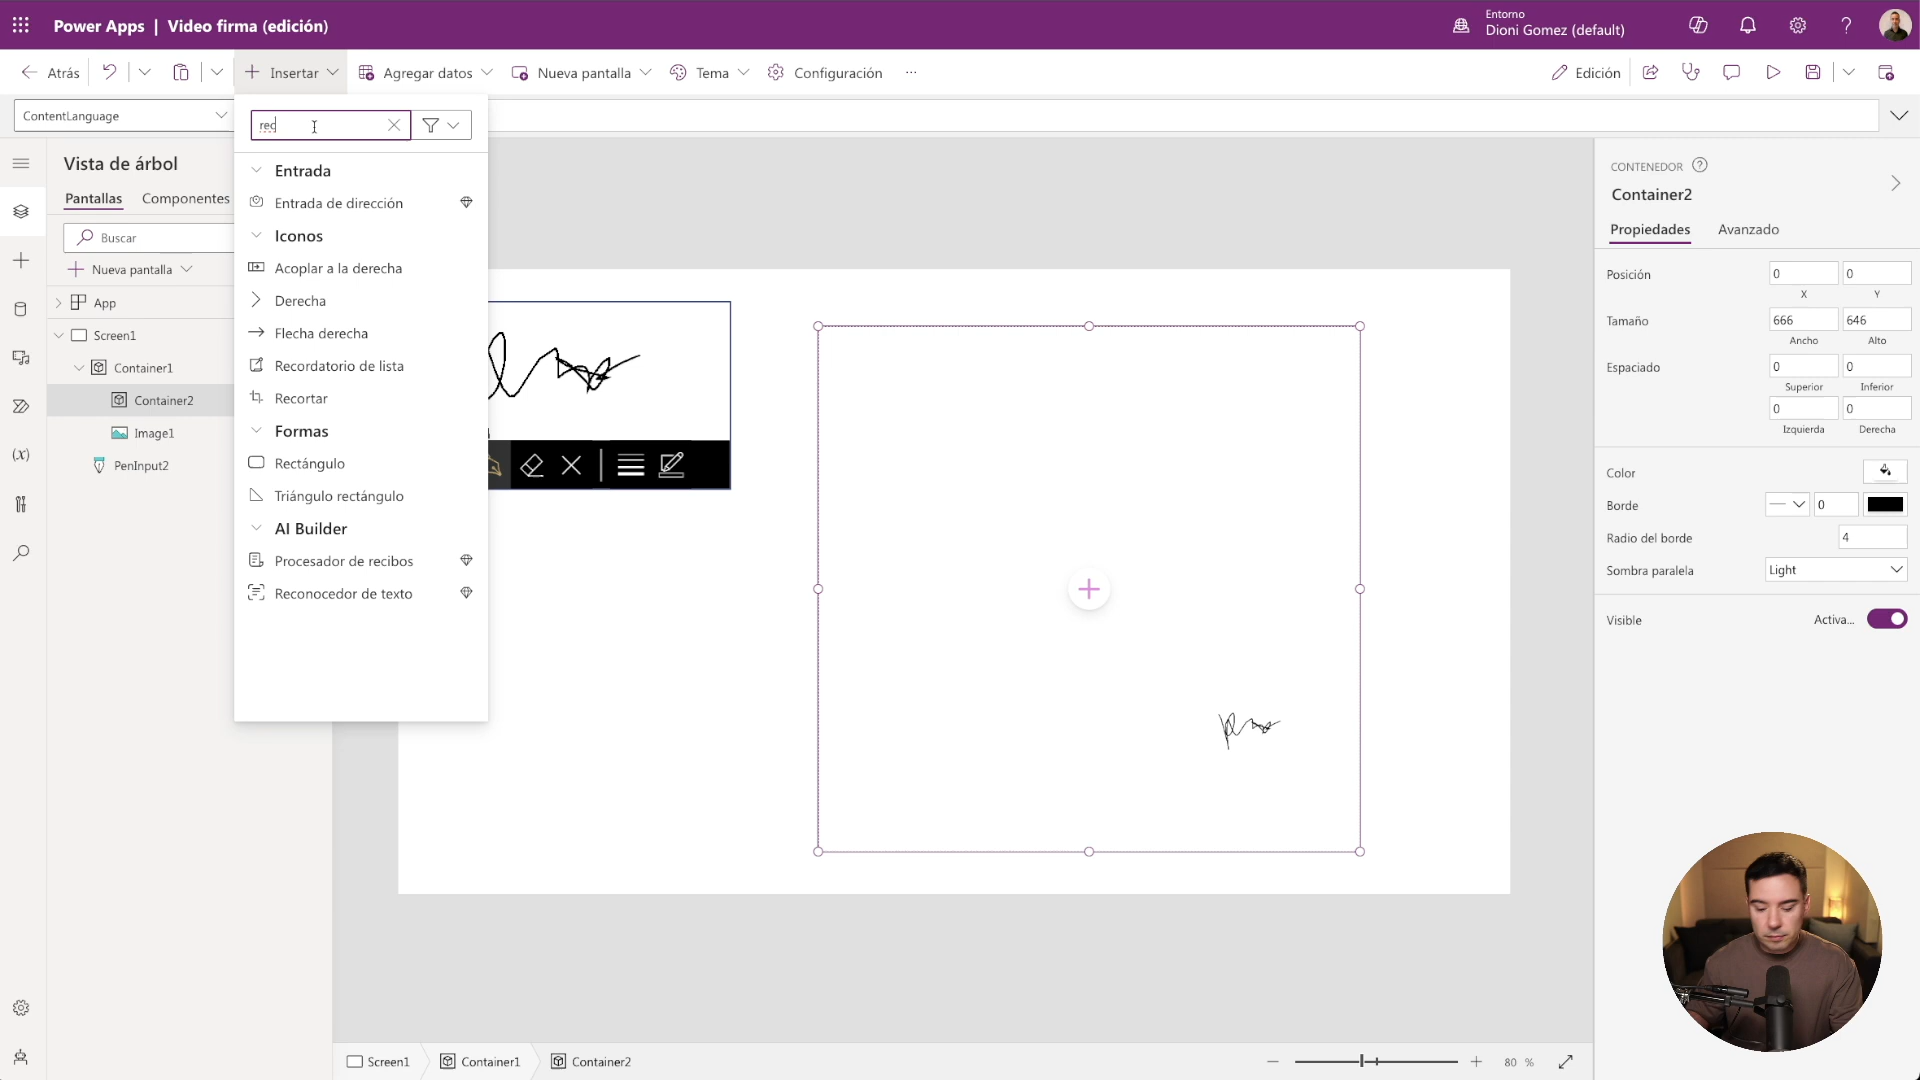 Power Apps | Video firma (edición)
Entorno
Dioni Gomez (default)
Atrás
Insertar
Agregar datos
Nueva pantalla
Tema
Configuración
...
Edición
ContentLanguage
rec
Vista de árbol
Pantallas
Componentes
Buscar
Nueva pantalla
App
Screen1
Container1
Container2
Image1
PenInput2
Entrada
Entrada de dirección
Iconos
Acoplar a la derecha
Derecha
Flecha derecha
Recordatorio de lista
Recortar
Formas
Rectángulo
Triángulo rectángulo
AI Builder
Procesador de recibos
Reconocedor de texto
CONTENEDOR
Container2
Propiedades
Avanzado
Posición
0
0
X
Y
Tamaño
666
646
Ancho
Alto
Espaciado
0
0
Superior
Inferior
0
0
Izquierda
Derecha
Color
Borde
0
Radio del borde
4
Sombra paralela
Light
Visible
Activa...
Screen1
Container1
Container2
80 %